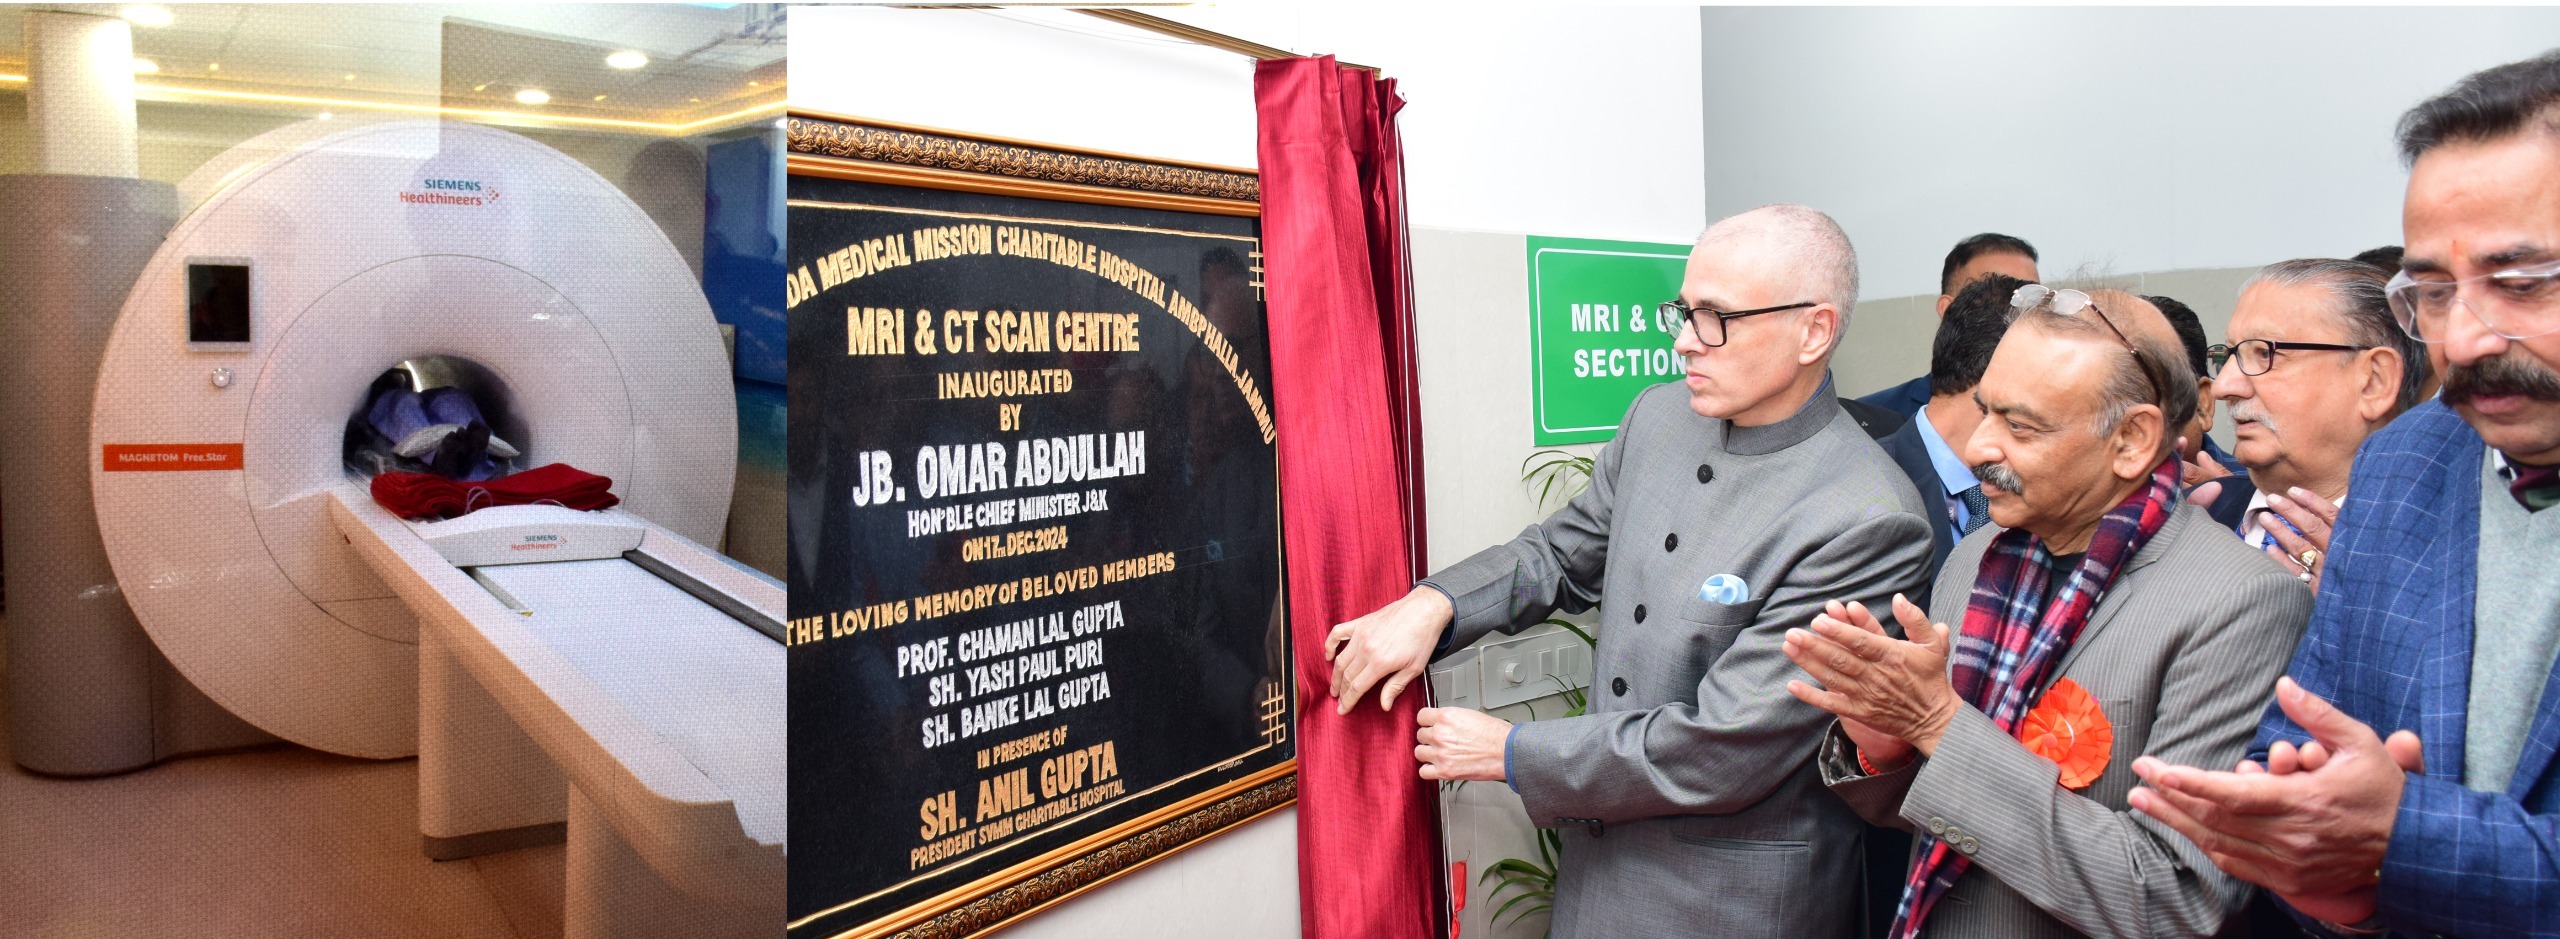 SIEMENS
Healthineers
MAGNETOM Free.Star
SIEMENS
Healthineers
DA MEDICAL MISSION CHARITABLE HOSPITAL AMBPHALLA, JAMMU
MRI & CT SCAN CENTRE
INAUGURATED
BY
JB. OMAR ABDULLAH
HON'BLE CHIEF MINISTER J&K
ON 17TH DEC.2024
THE LOVING MEMORY OF BELOVED MEMBERS
PROF. CHAMAN LAL GUPTA
SH. YASH PAUL PURI
SH. BANKE LAL GUPTA
IN PRESENCE OF
SH. ANIL GUPTA
PRESIDENT SVMM CHARITABLE HOSPITAL
MRI &
SECTION